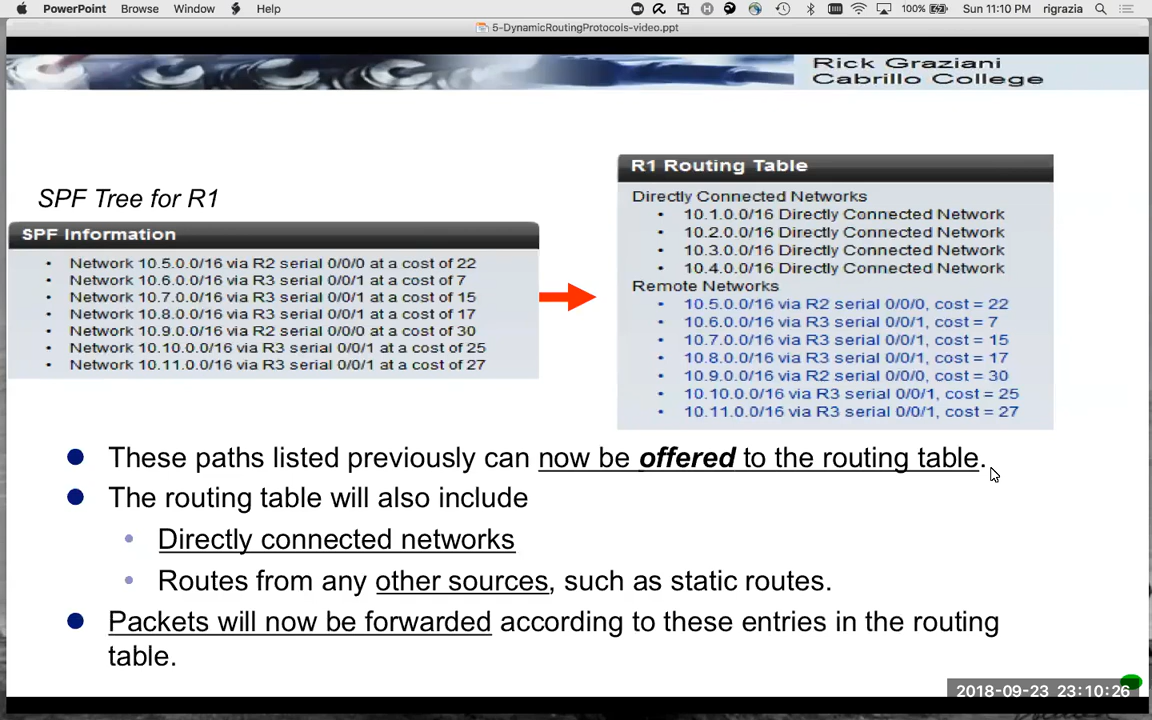 PowerPoint Browse Window Help 100% Sun 11:10 PM rigrazia
5-DynamicRoutingProtocols-video.ppt
Rick Graziani
Cabrillo College
SPF Tree for R1
SPF Information
• Network 10.5.0.0/16 via R2 serial 0/0/0 at a cost of 22
• Network 10.6.0.0/16 via R3 serial 0/0/1 at a cost of 7
• Network 10.7.0.0/16 via R3 serial 0/0/1 at a cost of 15
• Network 10.8.0.0/16 via R3 serial 0/0/1 at a cost of 17
• Network 10.9.0.0/16 via R2 serial 0/0/0 at a cost of 30
• Network 10.10.0.0/16 via R3 serial 0/0/1 at a cost of 25
• Network 10.11.0.0/16 via R3 serial 0/0/1 at a cost of 27
R1 Routing Table
Directly Connected Networks
• 10.1.0.0/16 Directly Connected Network
• 10.2.0.0/16 Directly Connected Network
• 10.3.0.0/16 Directly Connected Network
• 10.4.0.0/16 Directly Connected Network
Remote Networks
• 10.5.0.0/16 via R2 serial 0/0/0, cost = 22
• 10.6.0.0/16 via R3 serial 0/0/1, cost = 7
• 10.7.0.0/16 via R3 serial 0/0/1, cost = 15
• 10.8.0.0/16 via R3 serial 0/0/1, cost = 17
• 10.9.0.0/16 via R2 serial 0/0/0, cost = 30
• 10.10.0.0/16 via R3 serial 0/0/1, cost = 25
• 10.11.0.0/16 via R3 serial 0/0/1, cost = 27
● These paths listed previously can now be offered to the routing table.
● The routing table will also include
• Directly connected networks
• Routes from any other sources, such as static routes.
● Packets will now be forwarded according to these entries in the routing
table.
2018-09-23 23:10:26